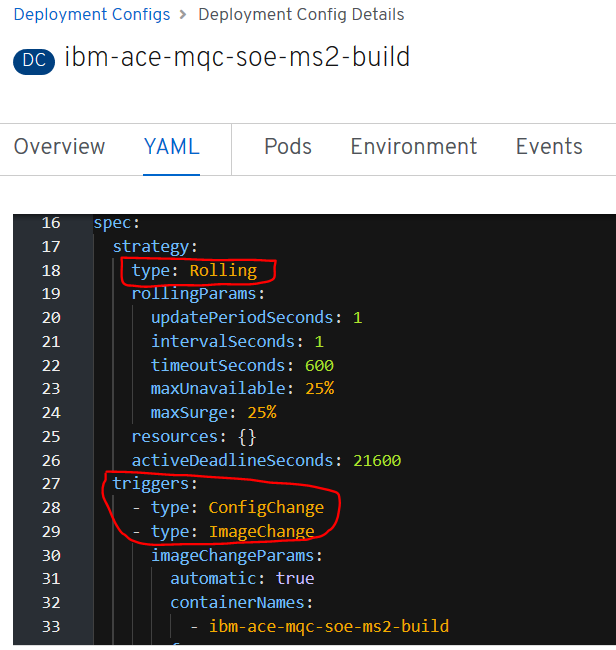 Deployment Configs > Deployment Config Details
DC ibm-ace-mqc-soe-ms2-build
Overview YAML Pods Environment Events
16 spec:
17 strategy:
18 type: Rolling
19 rollingParams:
20 updatePeriodSeconds: 1
21 intervalSeconds: 1
22 timeoutSeconds: 600
23 maxUnavailable: 25%
24 maxSurge: 25%
25 resources: {}
26 activeDeadlineSeconds: 21600
27 triggers:
28 - type: ConfigChange
29 - type: ImageChange
30 imageChangeParams:
31 automatic: true
32 containerNames:
33 - ibm-ace-mqc-soe-ms2-build